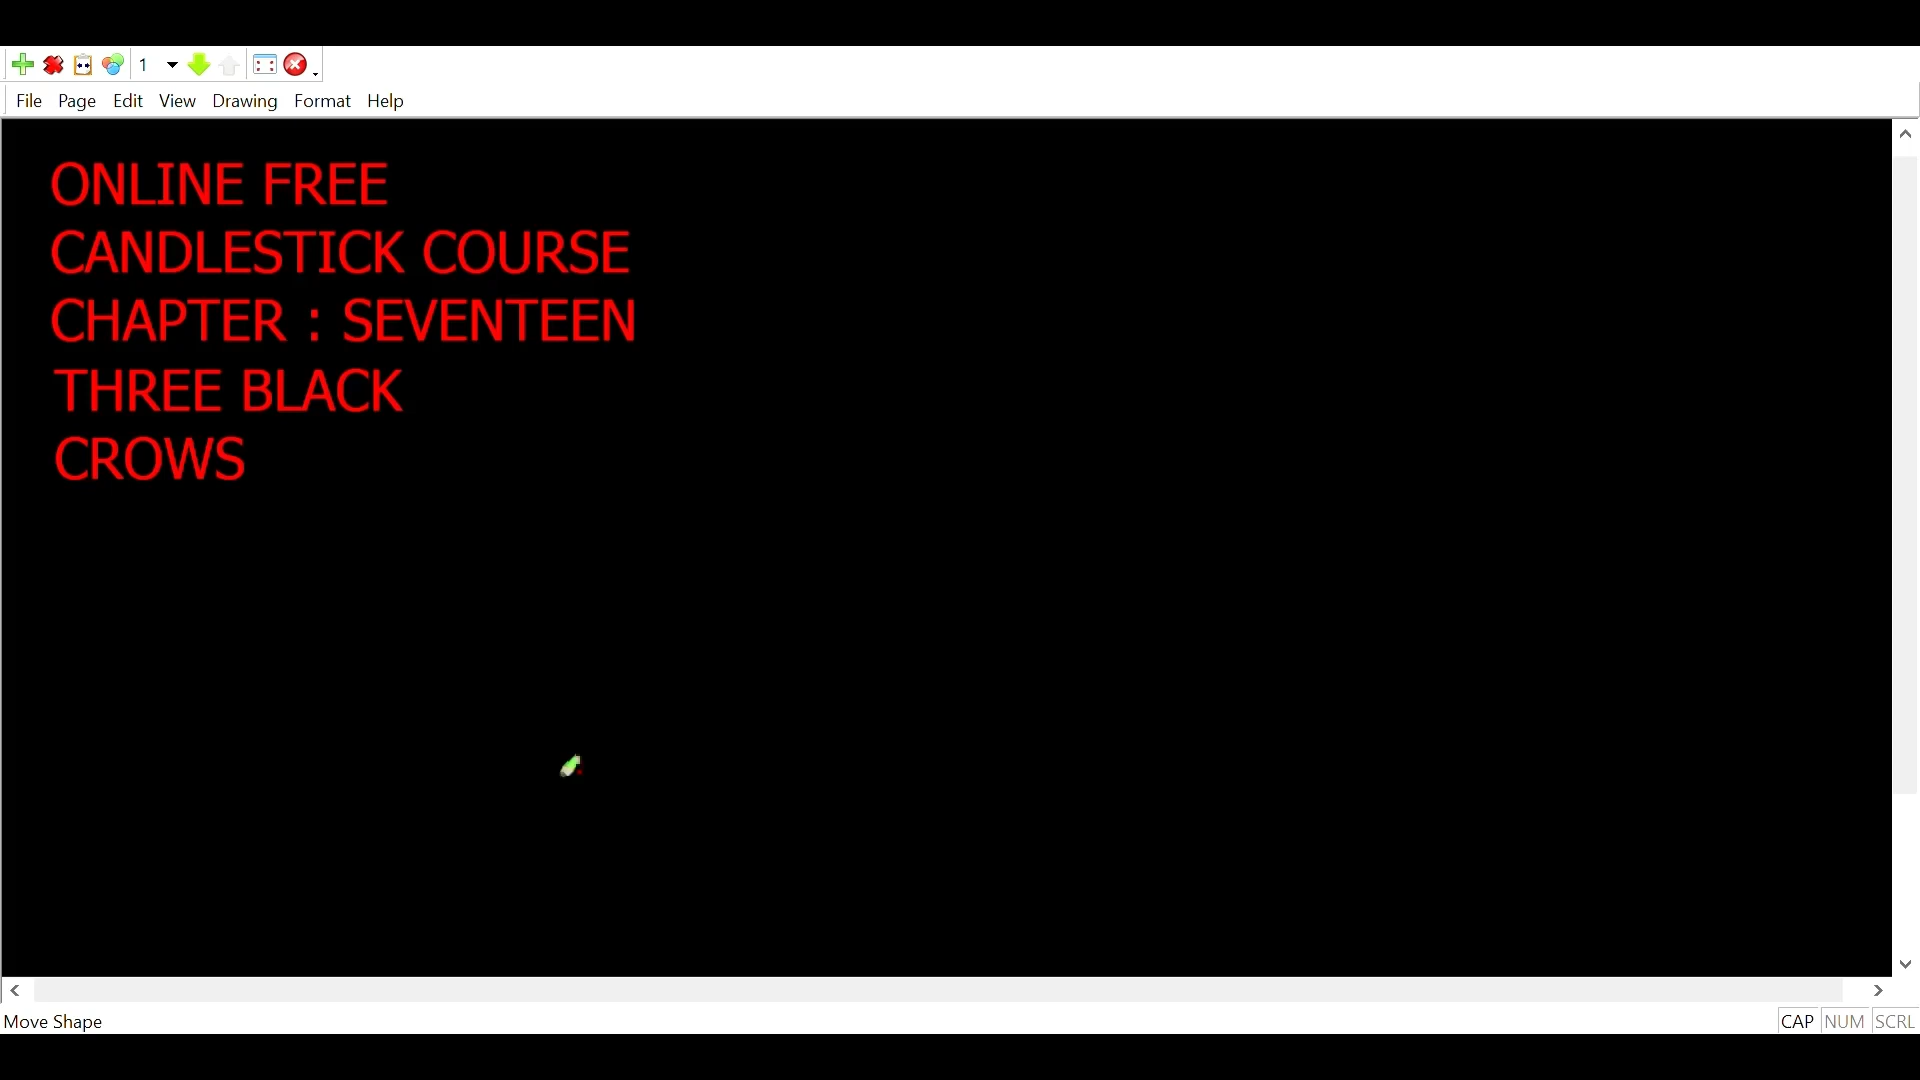 1
File Page Edit View Drawing Format Help
ONLINE FREE
CANDLESTICK COURSE
CHAPTER : SEVENTEEN
THREE BLACK
CROWS
Move Shape CAP NUM SCRL